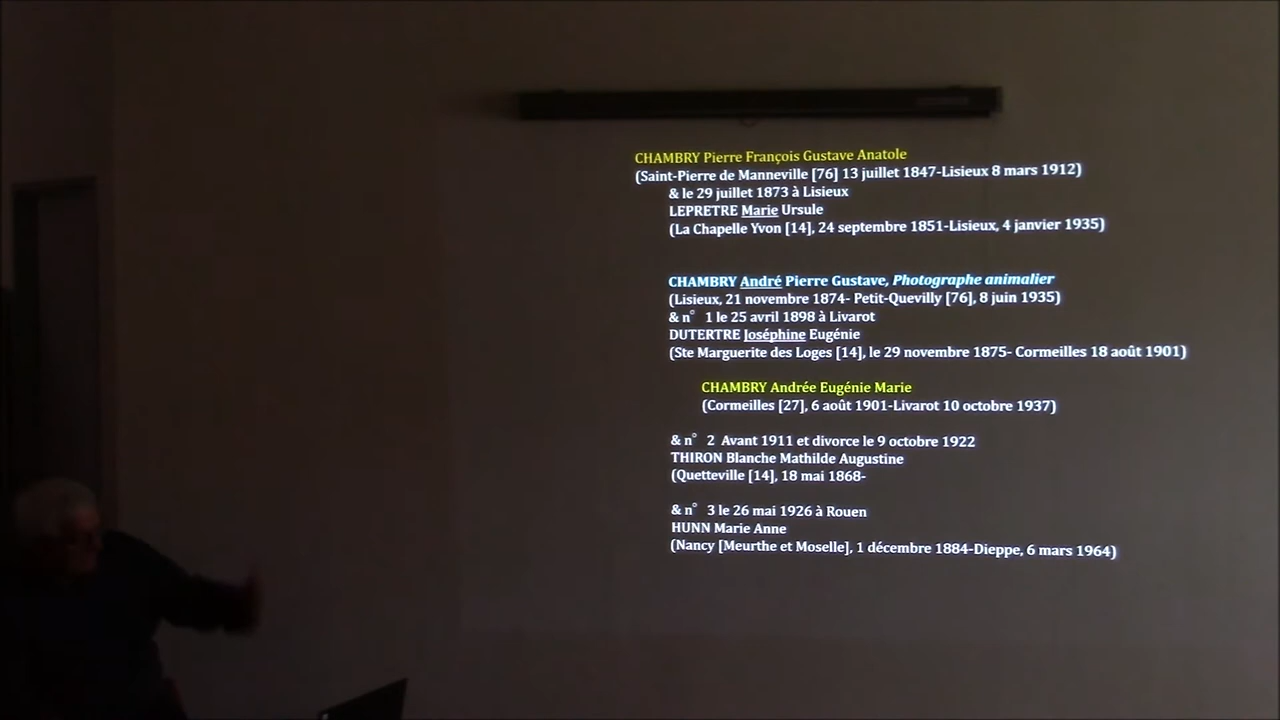 CHAMBRY Pierre François Gustave Anatole
(Saint-Pierre de Manneville [76] 13 juillet 1847-Lisieux 8 mars 1912)
& le 29 juillet 1873 à Lisieux
LEPRETRE Marie Ursule
(La Chapelle Yvon [14], 24 septembre 1851-Lisieux, 4 janvier 1935)
CHAMBRY André Pierre Gustave, Photographe animalier
(Lisieux, 21 novembre 1874- Petit-Quevilly [76], 8 juin 1935)
& n° 1 le 25 avril 1898 à Livarot
DUTERTRE Joséphine Eugénie
(Ste Marguerite des Loges [14], le 29 novembre 1875- Cormeilles 18 août 1901)
CHAMBRY Andrée Eugénie Marie
(Cormeilles [27], 6 août 1901-Livarot 10 octobre 1937)
& n° 2 Avant 1911 et divorce le 9 octobre 1922
THIRON Blanche Mathilde Augustine
(Quetteville [14], 18 mai 1868-
& n° 3 le 26 mai 1926 à Rouen
HUNN Marie Anne
(Nancy [Meurthe et Moselle], 1 décembre 1884-Dieppe, 6 mars 1964)